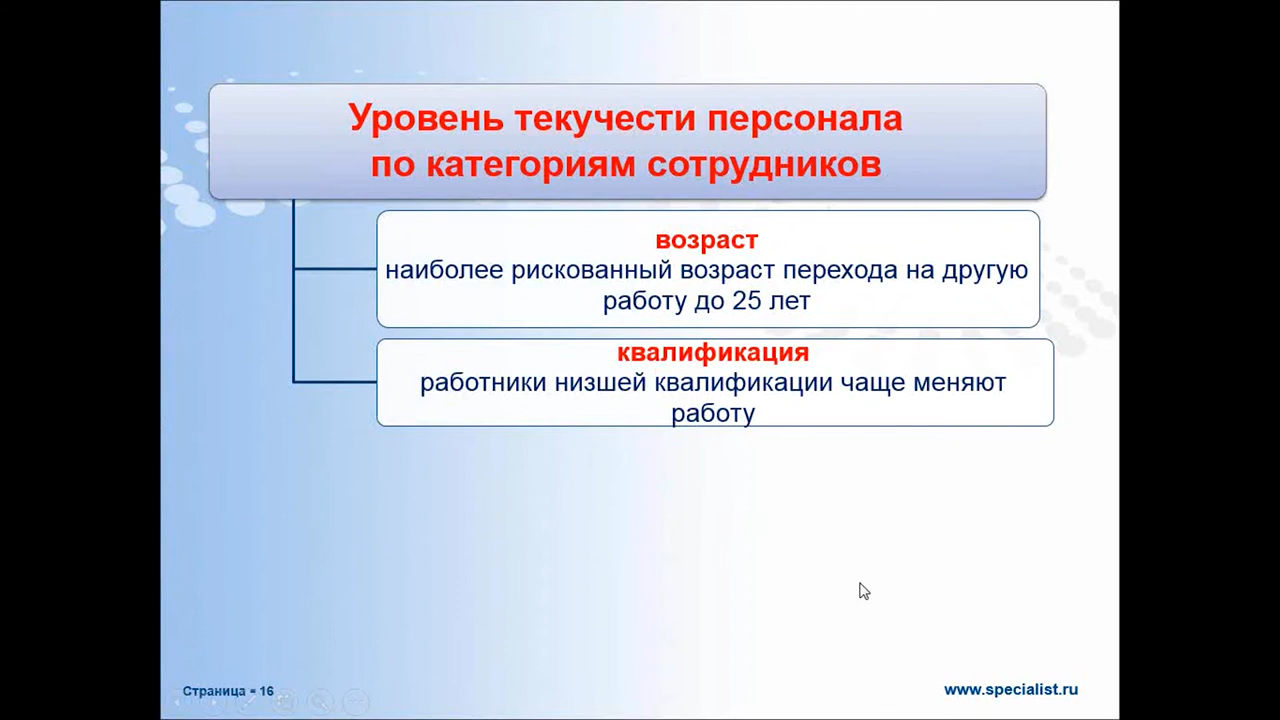 Уровень текучести персонала
по категориям сотрудников
возраст
наиболее рискованный возраст перехода на другую
работу до 25 лет
квалификация
работники низшей квалификации чаще меняют
работу
Страница = 16
www.specialist.ru